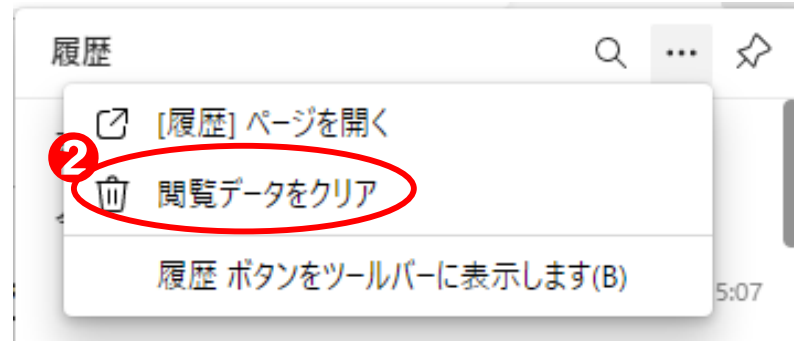 履歴
[履歴] ページを開く
2
閲覧データをクリア
履歴 ボタンをツールバーに表示します(B)
5:07